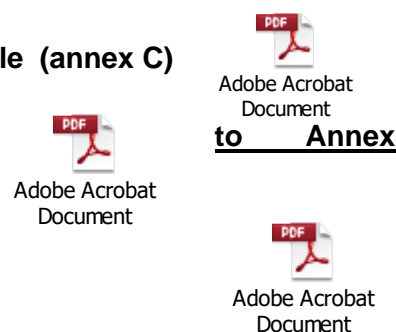 PDF
le (annex C)
Adobe Acrobat
Document
to Annex
PDF
Adobe Acrobat
Document
PDF
Adobe Acrobat
Document